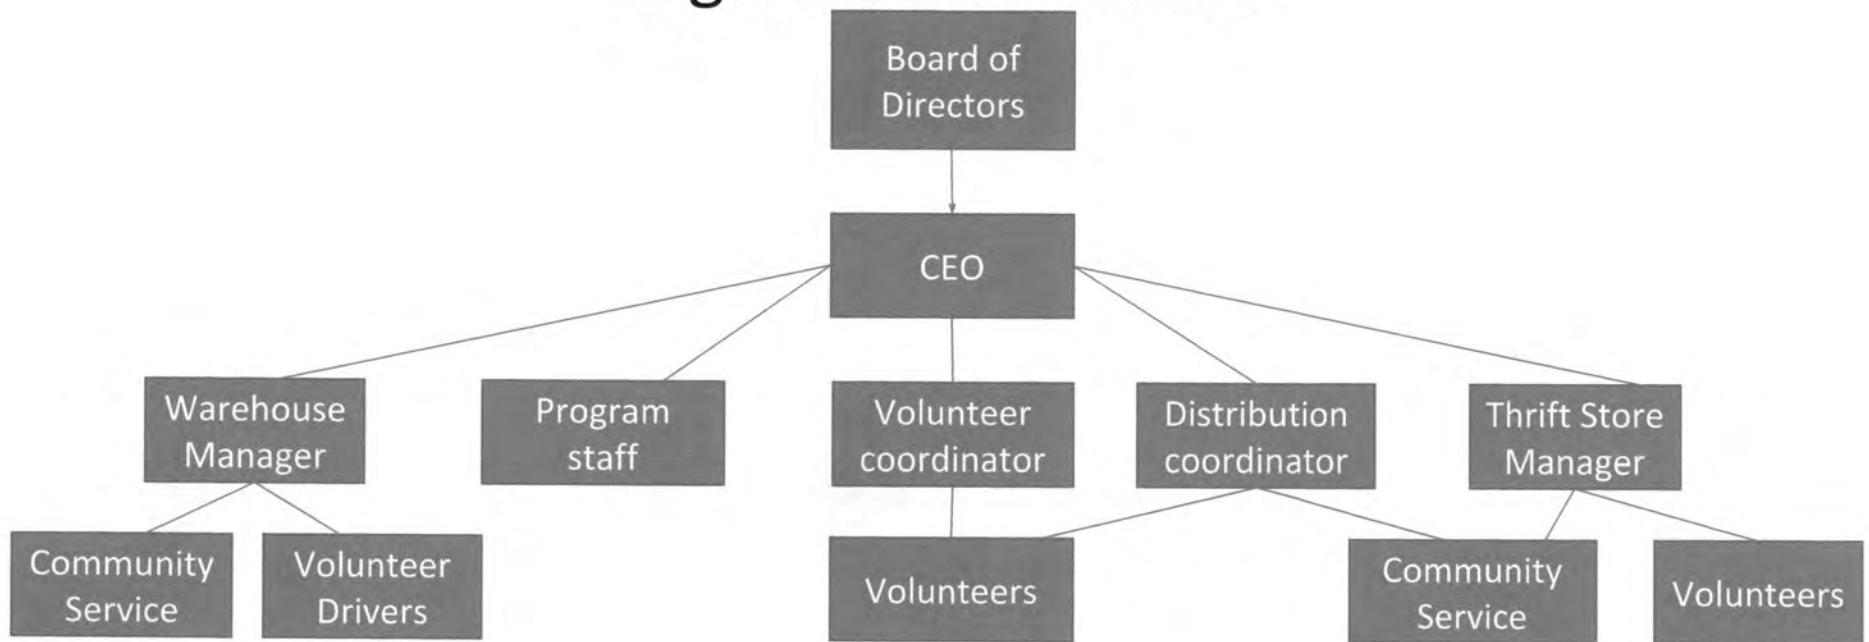 Board of
Directors
CEO
Warehouse
Manager
Program
staff
Volunteer
coordinator
Distribution
coordinator
Thrift Store
Manager
Community
Service
Volunteer
Drivers
Volunteers
Community
Service
Volunteers